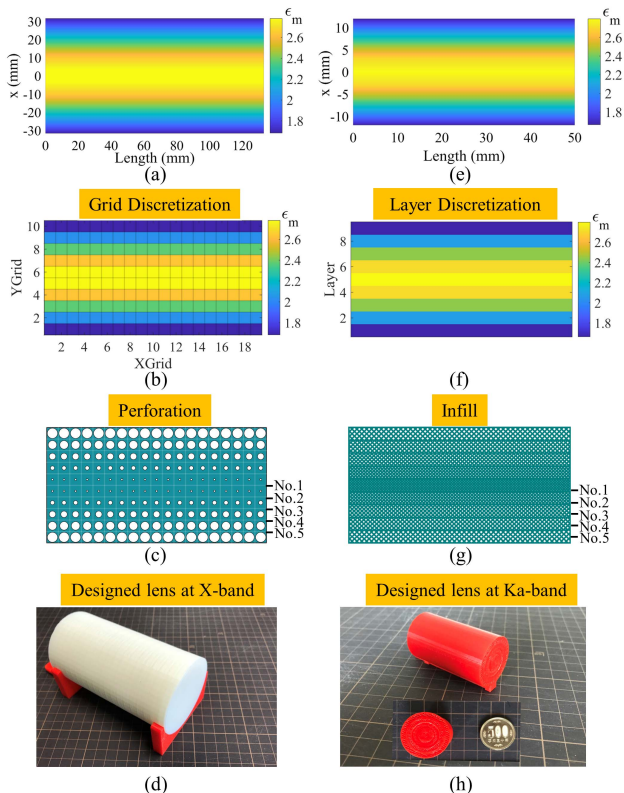 ϵ
m
30
20
10
0
-10
-20
-30
x (mm)
0 20 40 60 80 100 120
Length (mm)
2.6
2.4
2.2
2
1.8
(a)
ϵ
m
10
5
0
-5
-10
x (mm)
0 10 20 30 40 50
Length (mm)
2.6
2.4
2.2
2
1.8
(e)
Grid Discretization
ϵ
m
10
8
6
4
2
YGrid
2 4 6 8 10 12 14 16 18
XGrid
2.6
2.4
2.2
2
1.8
(b)
Layer Discretization
ϵ
m
8
6
4
2
Layer
2.6
2.4
2.2
2
1.8
(f)
Perforation
No.1
No.2
No.3
No.4
No.5
(c)
Infill
No.1
No.2
No.3
No.4
No.5
(g)
Designed lens at X-band
(d)
Designed lens at Ka-band
500
(h)